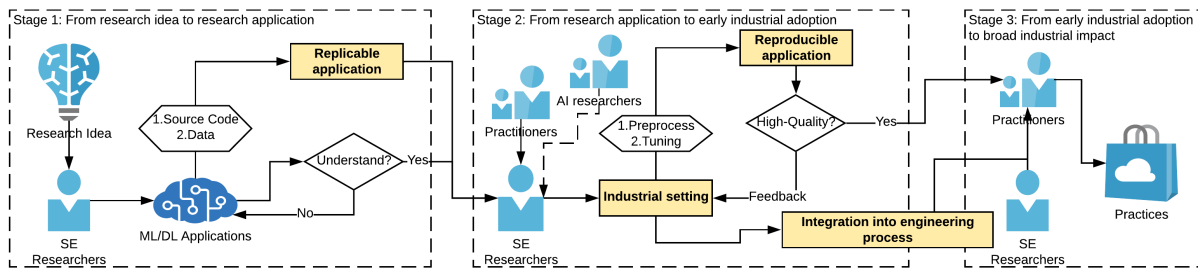 Stage 1: From research idea to research application
Research Idea
SE
Researchers
1.Source Code
2.Data
ML/DL Applications
Replicable
application
Understand?
Yes
No
Stage 2: From research application to early industrial adoption
Practitioners
AI researchers
SE
Researchers
1.Preprocess
2.Tuning
Industrial setting
Reproducible
application
High-Quality?
Yes
Feedback
Integration into engineering
process
Stage 3: From early industrial adoption
to broad industrial impact
Practitioners
SE
Researchers
Practices